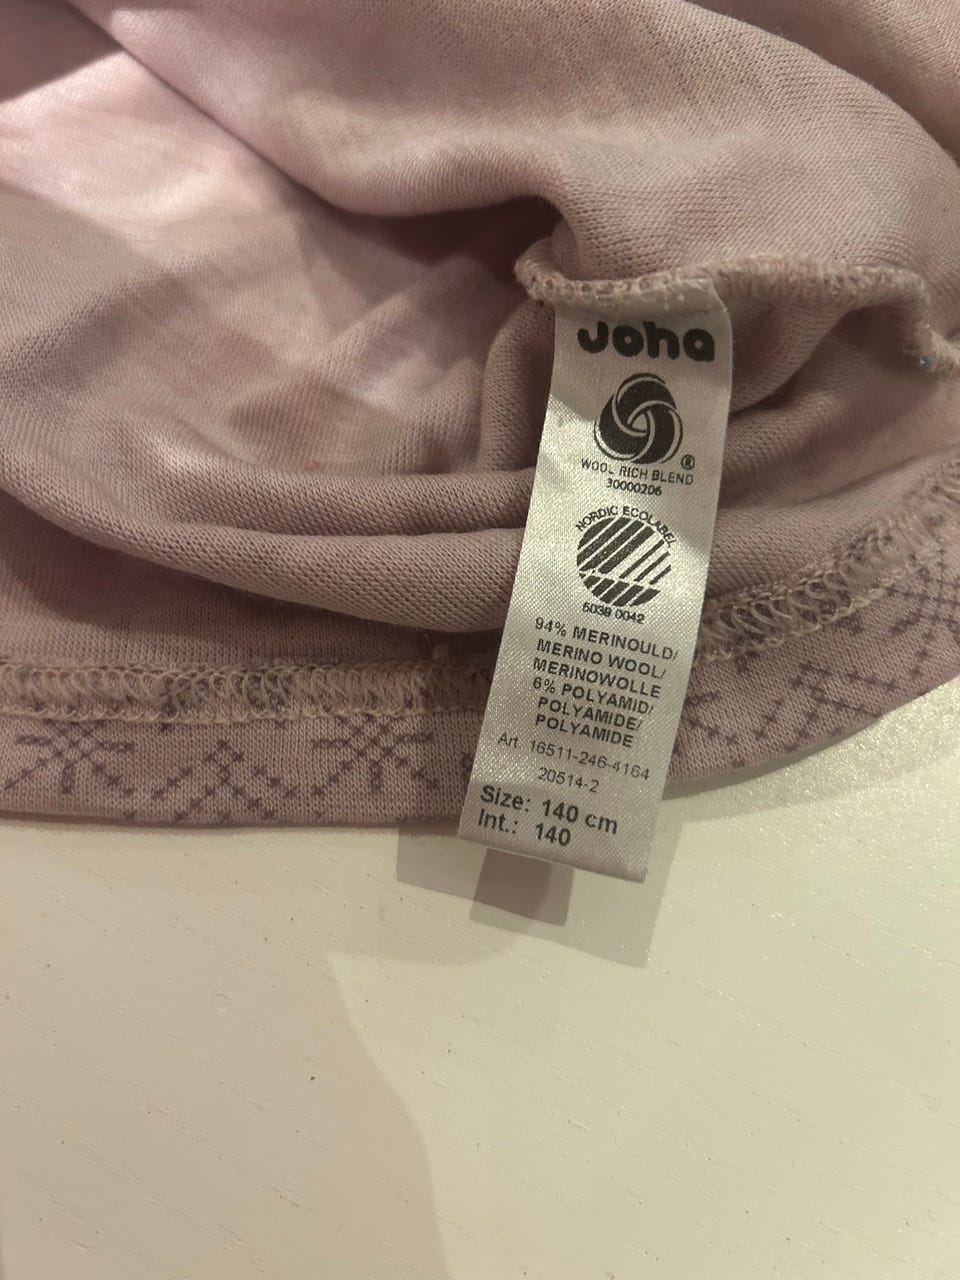 Joha
®
WOOL RICH BLEND
30000206
NORDIC ECOLABEL
5039 0042
94% MERINOULD/
MERINO WOOL/
MERINOWOLLE
6% POLYAMID/
POLYAMIDE/
POLYAMIDE
Art. 16511-246-4164
20514-2
Size: 140 cm
Int.: 140